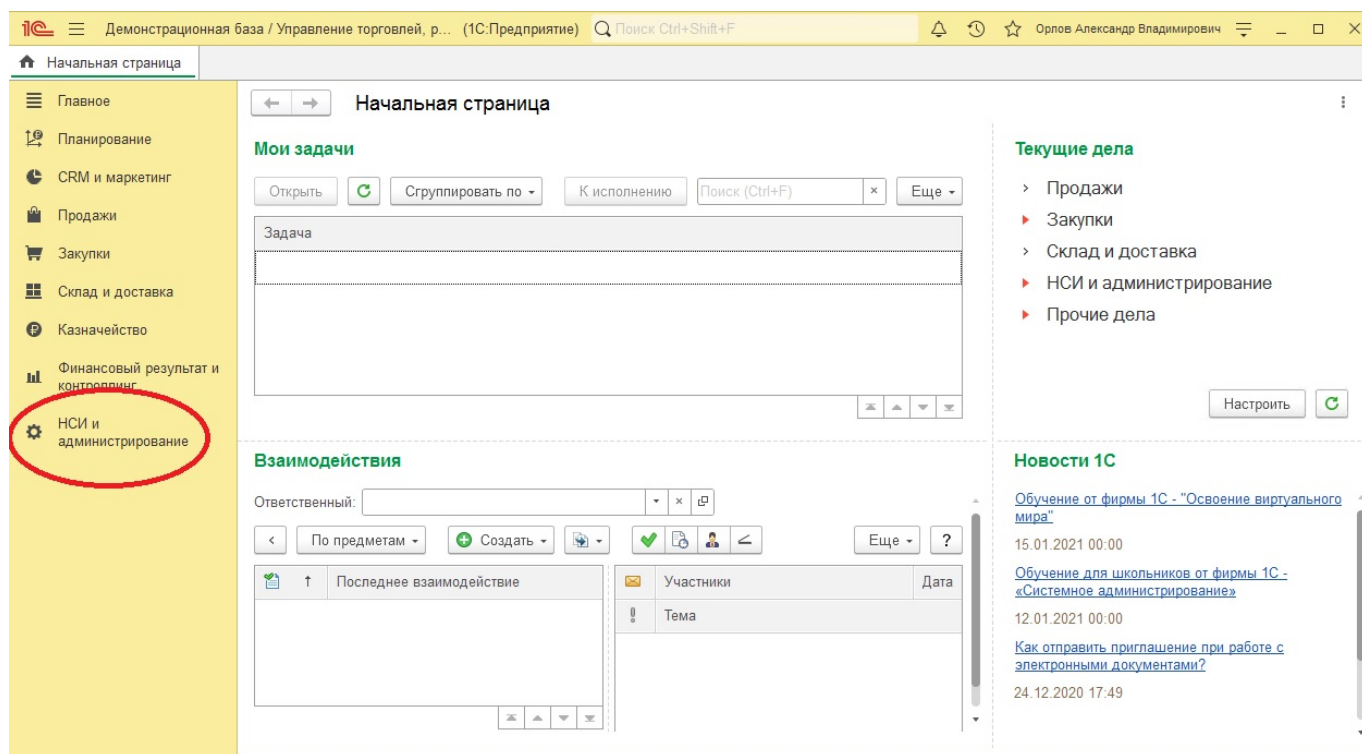 1С Демонстрационная база / Управление торговлей, р... (1С:Предприятие) Поиск Ctrl+Shift+F Орлов Александр Владимирович
Начальная страница
Главное
Планирование
CRM и маркетинг
Продажи
Закупки
Склад и доставка
Казначейство
Финансовый результат и
контроллинг
НСИ и
администрирование
Начальная страница
Мои задачи
Открыть Сгруппировать по К исполнению Поиск (Ctrl+F) × Еще
Задача
Текущие дела
Продажи
Закупки
Склад и доставка
НСИ и администрирование
Прочие дела
Настроить
Взаимодействия
Ответственный:
По предметам Создать Еще ?
Последнее взаимодействие
Участники Дата
Тема
Новости 1С
Обучение от фирмы 1С - "Освоение виртуального
мира"
15.01.2021 00:00
Обучение для школьников от фирмы 1С -
«Системное администрирование»
12.01.2021 00:00
Как отправить приглашение при работе с
электронными документами?
24.12.2020 17:49